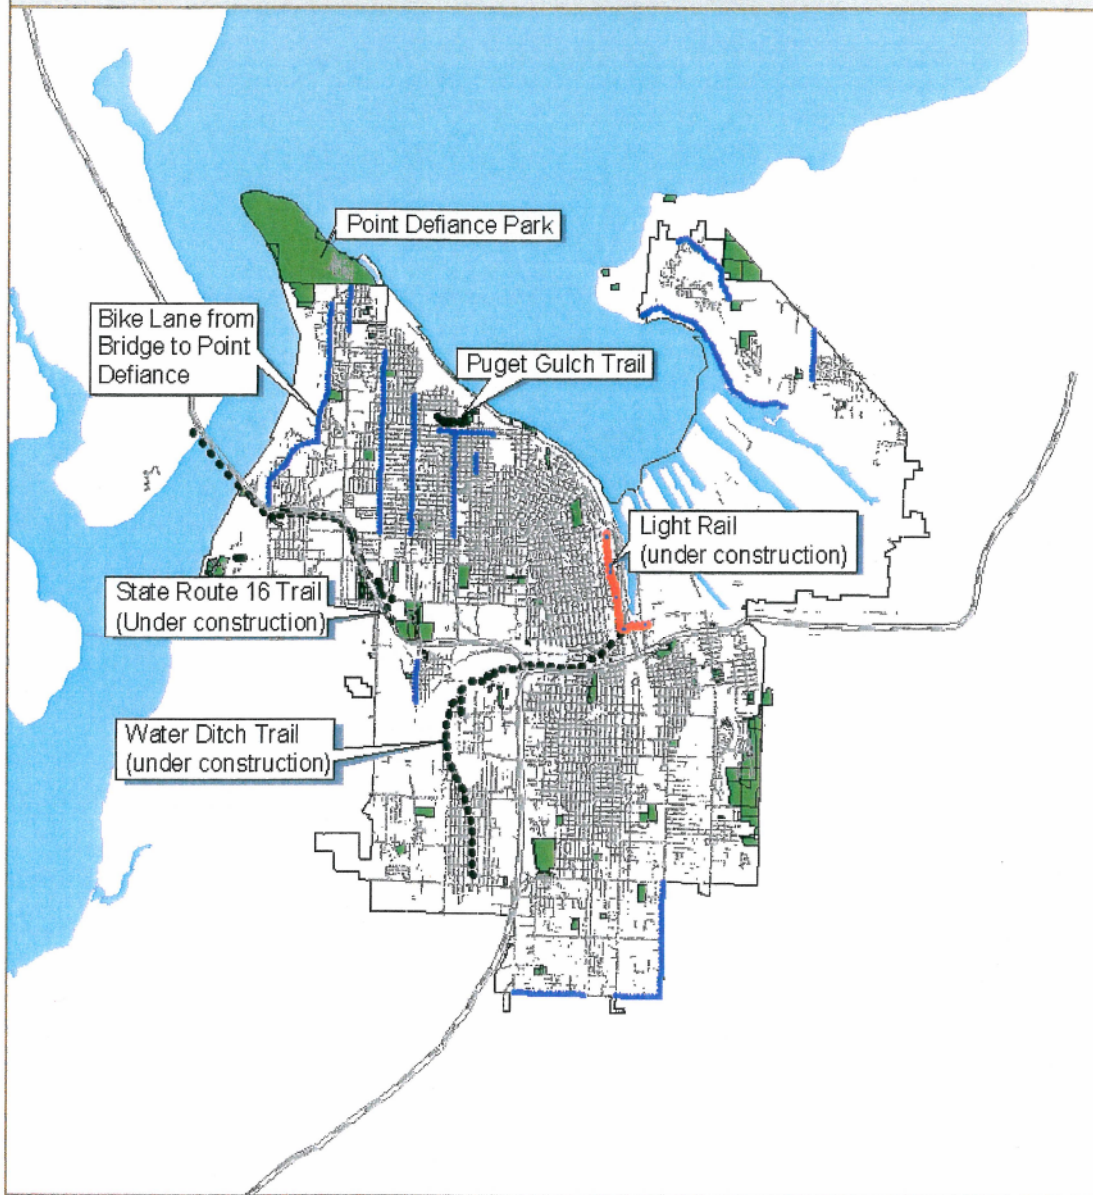 Point Defiance Park
Bike Lane from
Bridge to Point
Defiance
Puget Gulch Trail
Light Rail
(under construction)
State Route 16 Trail
(Under construction)
Water Ditch Trail
(under construction)